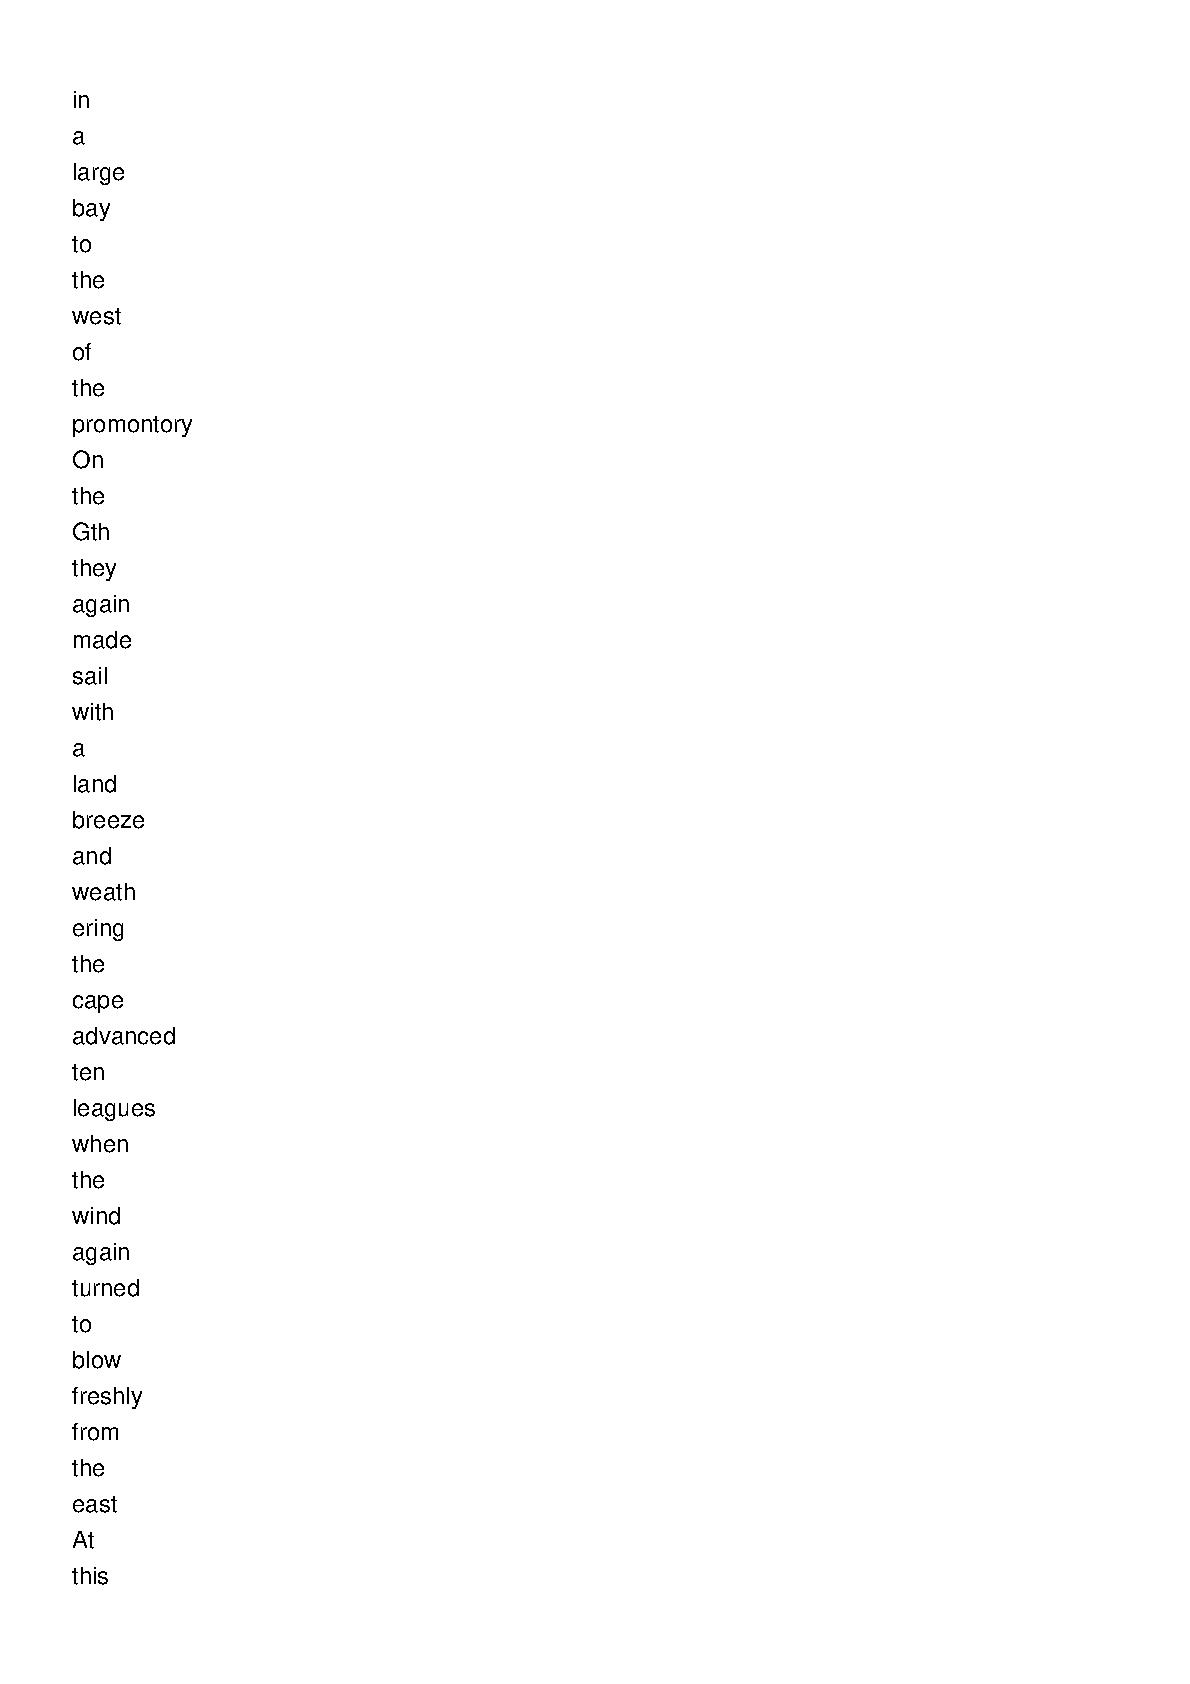 in
a
large
bay
to
the
west
of
the
promontory
On
the
Gth
they
again
made
sail
with
a
land
breeze
and
weath
ering
the
cape
advanced
ten
leagues
when
the
wind
again
turned
to
blow
freshly
from
the
east
At
this